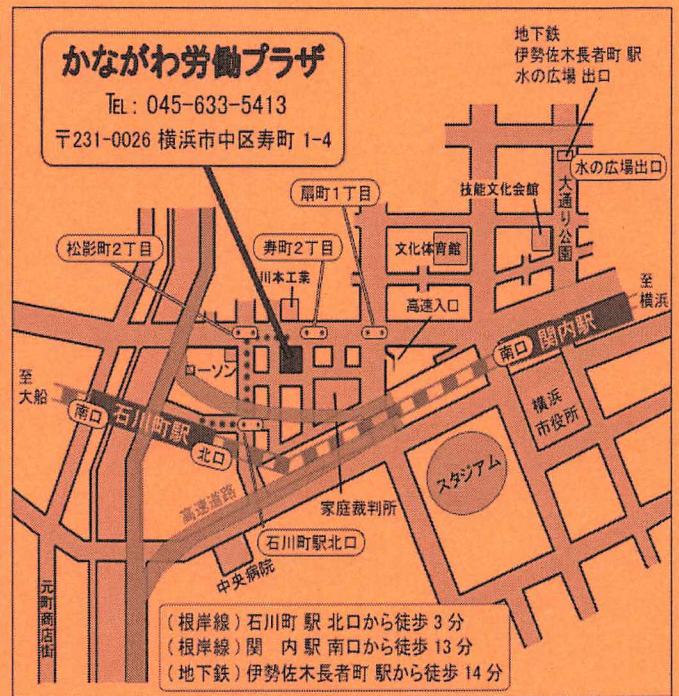 かながわ労働プラザ
TEL: 045-633-5413
〒231-0026 横浜市中区寿町 1-4
地下鉄
伊勢佐木長者町 駅
水の広場 出口
水の広場出口
大通り公園
技能文化会館
扇町1丁目
文化体育館
松影町2丁目
寿町2丁目
川本工業
高速入口
至
横浜
関内駅
南口
ローソン
至
大船
南口
石川町駅
北口
横浜
市役所
スタジアム
高速道路
家庭裁判所
石川町駅北口
中央病院
元町商店街
(根岸線) 石川町 駅 北口から徒歩 3 分
(根岸線) 関 内 駅 南口から徒歩 13 分
(地下鉄) 伊勢佐木長者町 駅から徒歩 14 分